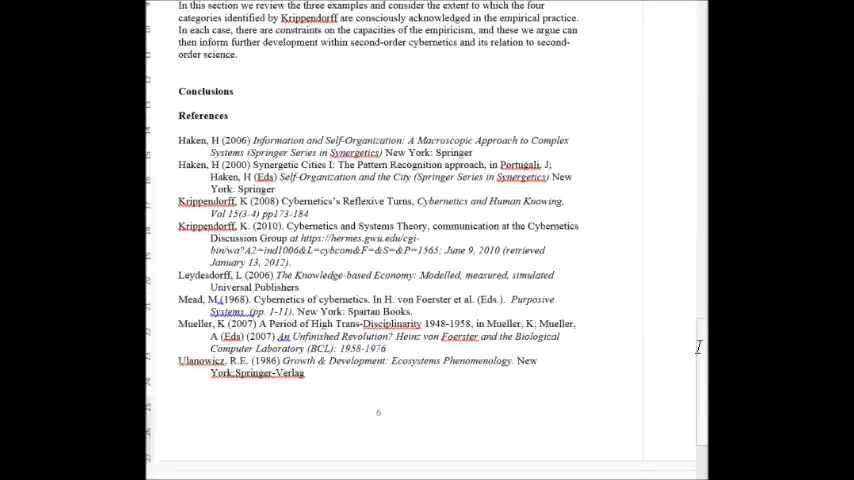 In this section we review the three examples and consider the extent to which the four
categories identified by Krippendorff are consciously acknowledged in the empirical practice.
In each case, there are constraints on the capacities of the empiricism, and these we argue can
then inform further development within second-order cybernetics and its relation to second-
order science.
Conclusions
References
Haken, H (2006) Information and Self-Organization: A Macroscopic Approach to Complex
Systems (Springer Series in Synergetics) New York: Springer
Haken, H (2000) Synergetic Cities I: The Pattern Recognition approach, in Portugali, J;
Haken, H (Eds) Self-Organization and the City (Springer Series in Synergetics) New
York: Springer
Krippendorff, K (2008) Cybernetics's Reflexive Turns, Cybernetics and Human Knowing,
Vol 15(3-4) pp173-184
Krippendorff, K. (2010). Cybernetics and Systems Theory, communication at the Cybernetics
Discussion Group at https://hermes.gwu.edu/cgi-
bin/wa?A2=ind1006&L=cybcom&F=&S=&P=1565; June 9, 2010 (retrieved
January 13, 2012).
Leydesdorff, L (2006) The Knowledge-based Economy: Modelled, measured, simulated
Universal Publishers
Mead, M.(1968). Cybernetics of cybernetics. In H. von Foerster et al. (Eds.). Purposive
Systems (pp. 1-11). New York: Spartan Books.
Mueller, K (2007) A Period of High Trans-Disciplinarity 1948-1958, in Mueller, K; Mueller,
A (Eds) (2007) An Unfinished Revolution? Heinz von Foerster and the Biological
Computer Laboratory (BCL): 1958-1976
Ulanowicz, R.E. (1986) Growth & Development: Ecosystems Phenomenology. New
York:Springer-Verlag
6